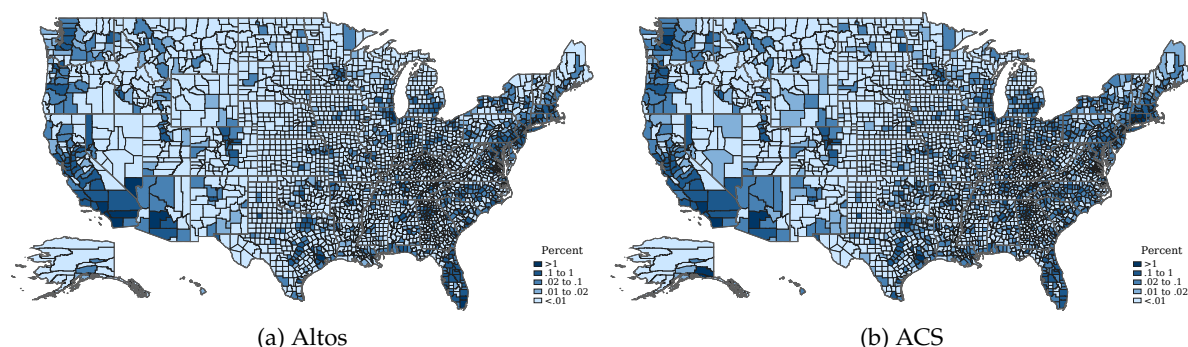 Percent
>1
.1 to 1
.02 to .1
.01 to .02
<.01
(a) Altos
Percent
>1
.1 to 1
.02 to .1
.01 to .02
<.01
(b) ACS